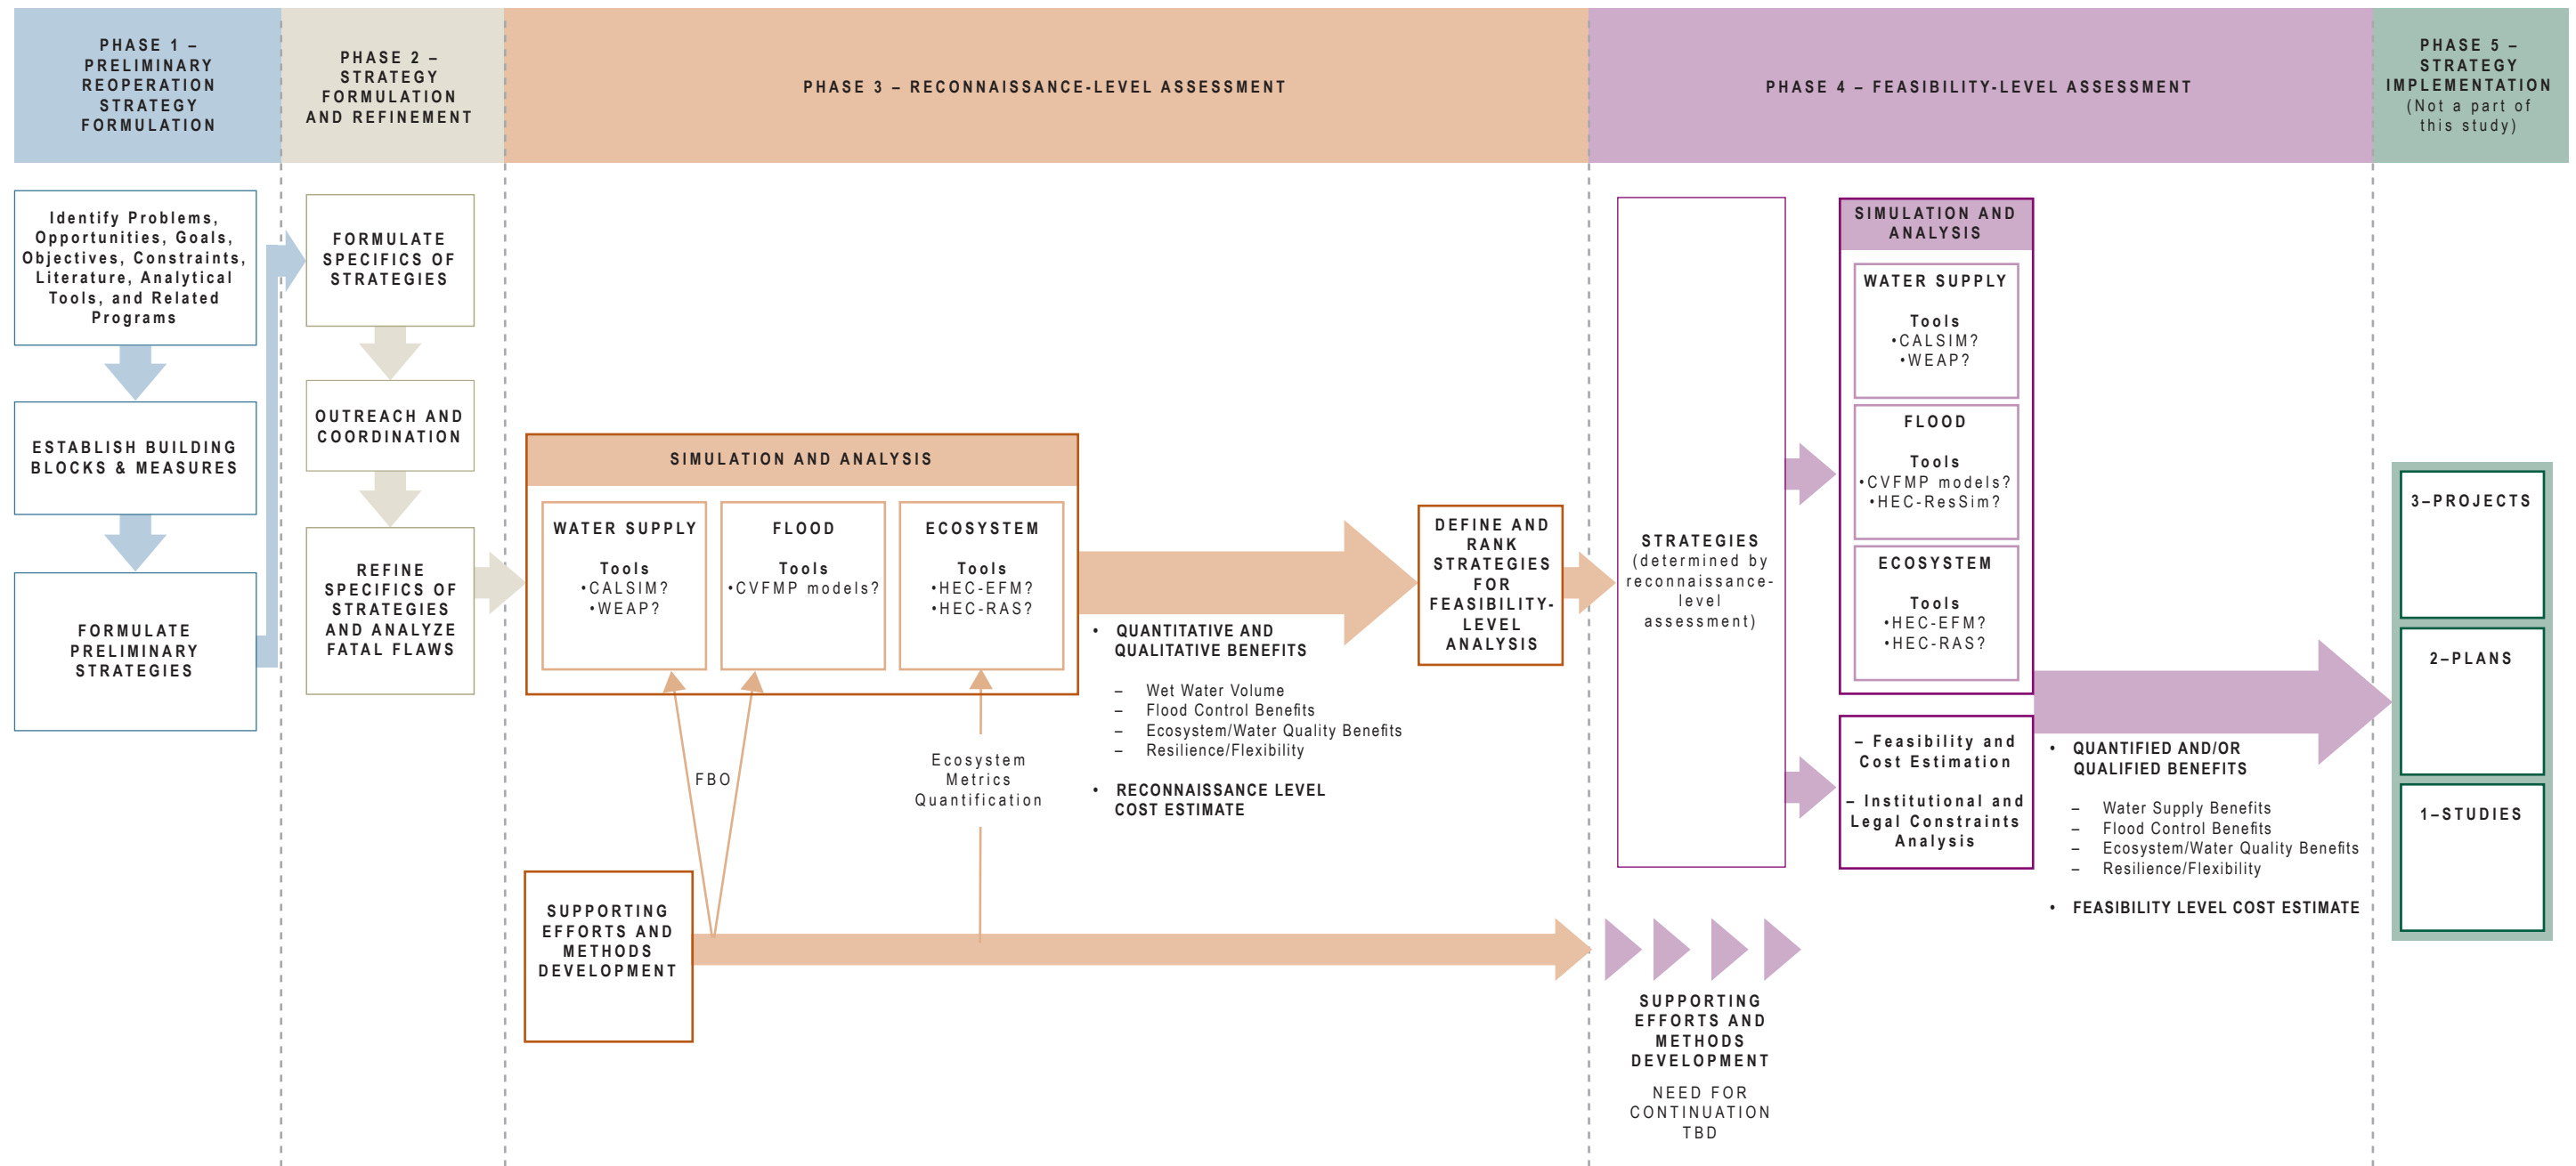 PHASE 1 –
PRELIMINARY
REOPERATION
STRATEGY
FORMULATION
PHASE 2 –
STRATEGY
FORMULATION
AND REFINEMENT
PHASE 3 – RECONNAISSANCE-LEVEL ASSESSMENT
PHASE 4 – FEASIBILITY-LEVEL ASSESSMENT
PHASE 5 –
STRATEGY
IMPLEMENTATION
(Not a part of
this study)
Identify Problems,
Opportunities, Goals,
Objectives, Constraints,
Literature, Analytical
Tools, and Related
Programs
ESTABLISH BUILDING
BLOCKS & MEASURES
FORMULATE
PRELIMINARY
STRATEGIES
FORMULATE
SPECIFICS OF
STRATEGIES
OUTREACH AND
COORDINATION
REFINE
SPECIFICS OF
STRATEGIES
AND ANALYZE
FATAL FLAWS
SIMULATION AND ANALYSIS
WATER SUPPLY
Tools
•CALSIM?
•WEAP?
FLOOD
Tools
•CVFMP models?
ECOSYSTEM
Tools
•HEC-EFM?
•HEC-RAS?
FBO
Ecosystem
Metrics
Quantification
SUPPORTING
EFFORTS AND
METHODS
DEVELOPMENT
• QUANTITATIVE AND
QUALITATIVE BENEFITS
– Wet Water Volume
– Flood Control Benefits
– Ecosystem/Water Quality Benefits
– Resilience/Flexibility
• RECONNAISSANCE LEVEL
COST ESTIMATE
DEFINE AND
RANK
STRATEGIES
FOR
FEASIBILITY-
LEVEL
ANALYSIS
STRATEGIES
(determined by
reconnaissance-
level
assessment)
SIMULATION AND
ANALYSIS
WATER SUPPLY
Tools
•CALSIM?
•WEAP?
FLOOD
Tools
•CVFMP models?
•HEC-ResSim?
ECOSYSTEM
Tools
•HEC-EFM?
•HEC-RAS?
– Feasibility and
Cost Estimation
– Institutional and
Legal Constraints
Analysis
SUPPORTING
EFFORTS AND
METHODS
DEVELOPMENT
NEED FOR
CONTINUATION
TBD
• QUANTIFIED AND/OR
QUALIFIED BENEFITS
– Water Supply Benefits
– Flood Control Benefits
– Ecosystem/Water Quality Benefits
– Resilience/Flexibility
• FEASIBILITY LEVEL COST ESTIMATE
3–PROJECTS
2–PLANS
1–STUDIES